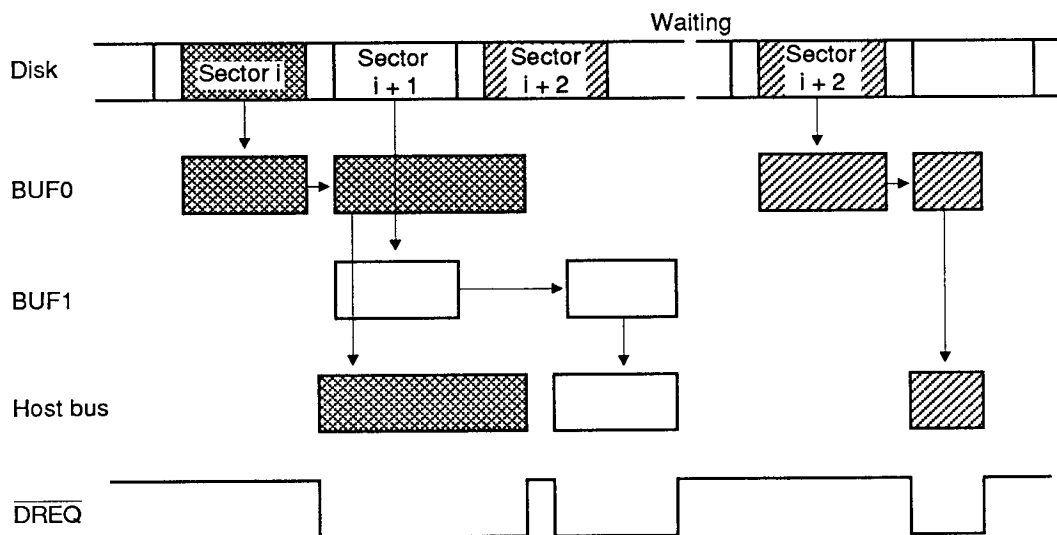 Waiting
Disk
Sector i
Sector
i + 1
Sector
i + 2
Sector
i + 2
BUF0
BUF1
Host bus
DREQ